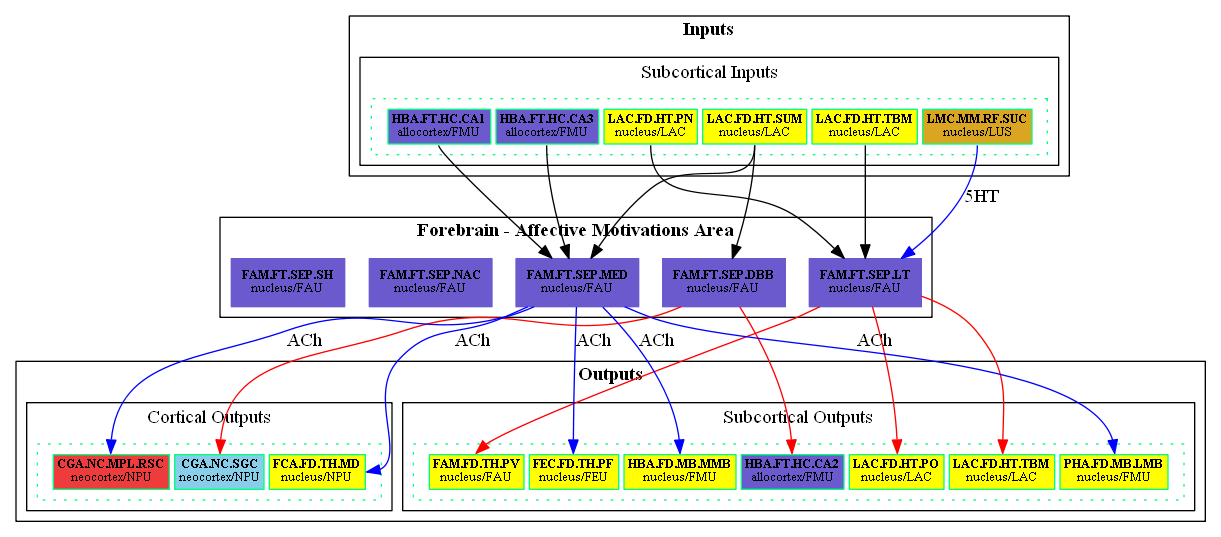 Inputs
Subcortical Inputs
HBA.FT.HC.CA1
allocortex/FMU
HBA.FT.HC.CA3
allocortex/FMU
LAC.FD.HT.PN
nucleus/LAC
LAC.FD.HT.SUM
nucleus/LAC
LAC.FD.HT.TBM
nucleus/LAC
LMC.MM.RF.SUC
nucleus/LUS
5HT
Forebrain - Affective Motivations Area
FAM.FT.SEP.SH
nucleus/FAU
FAM.FT.SEP.NAC
nucleus/FAU
FAM.FT.SEP.MED
nucleus/FAU
FAM.FT.SEP.DBB
nucleus/FAU
FAM.FT.SEP.LT
nucleus/FAU
ACh
ACh
ACh
ACh
ACh
Outputs
Cortical Outputs
CGA.NC.MPL.RSC
neocortex/NPU
CGA.NC.SGC
neocortex/NPU
FCA.FD.TH.MD
nucleus/NPU
Subcortical Outputs
FAM.FD.TH.PV
nucleus/FAU
FEC.FD.TH.PF
nucleus/FEU
HBA.FD.MB.MMB
nucleus/FMU
HBA.FT.HC.CA2
allocortex/FMU
LAC.FD.HT.PO
nucleus/LAC
LAC.FD.HT.TBM
nucleus/LAC
PHA.FD.MB.LMB
nucleus/FMU